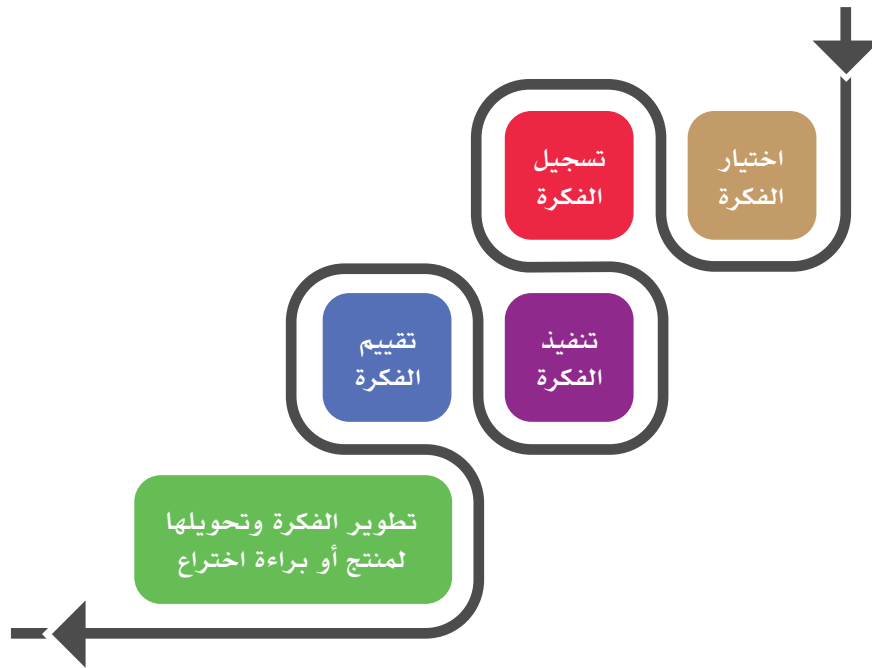 اختيار
الفكرة
تسجيل
الفكرة
تنفيذ
الفكرة
تقييم
الفكرة
تطوير الفكرة وتحويلها
لمنتج أو براءة اختراع